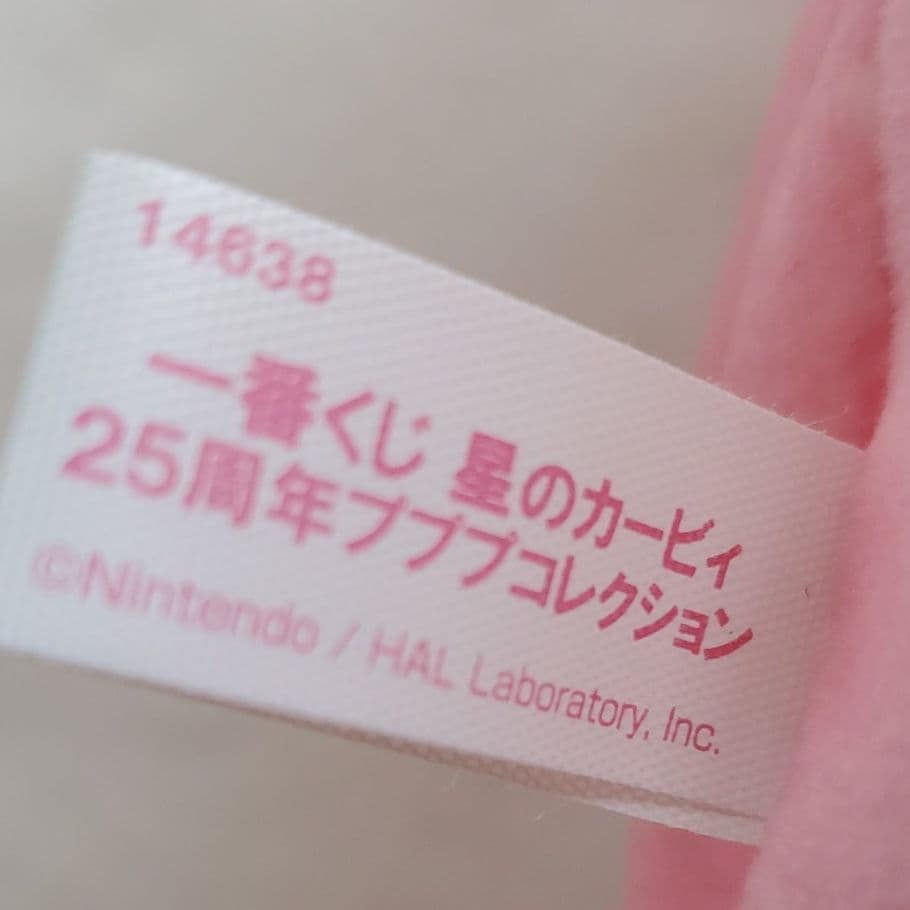 14638
一番くじ 星のカービィ
25周年プププコレクション
©Nintendo / HAL Laboratory, Inc.